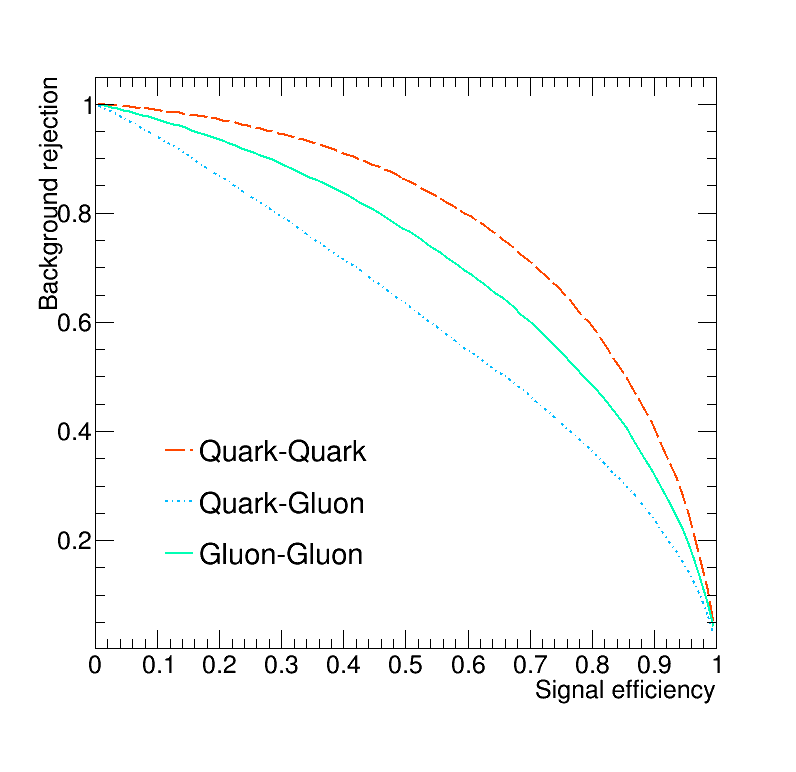 Background rejection
1
0.8
0.6
0.4
0.2
Quark-Quark
Quark-Gluon
Gluon-Gluon
0 0.1 0.2 0.3 0.4 0.5 0.6 0.7 0.8 0.9 1
Signal efficiency